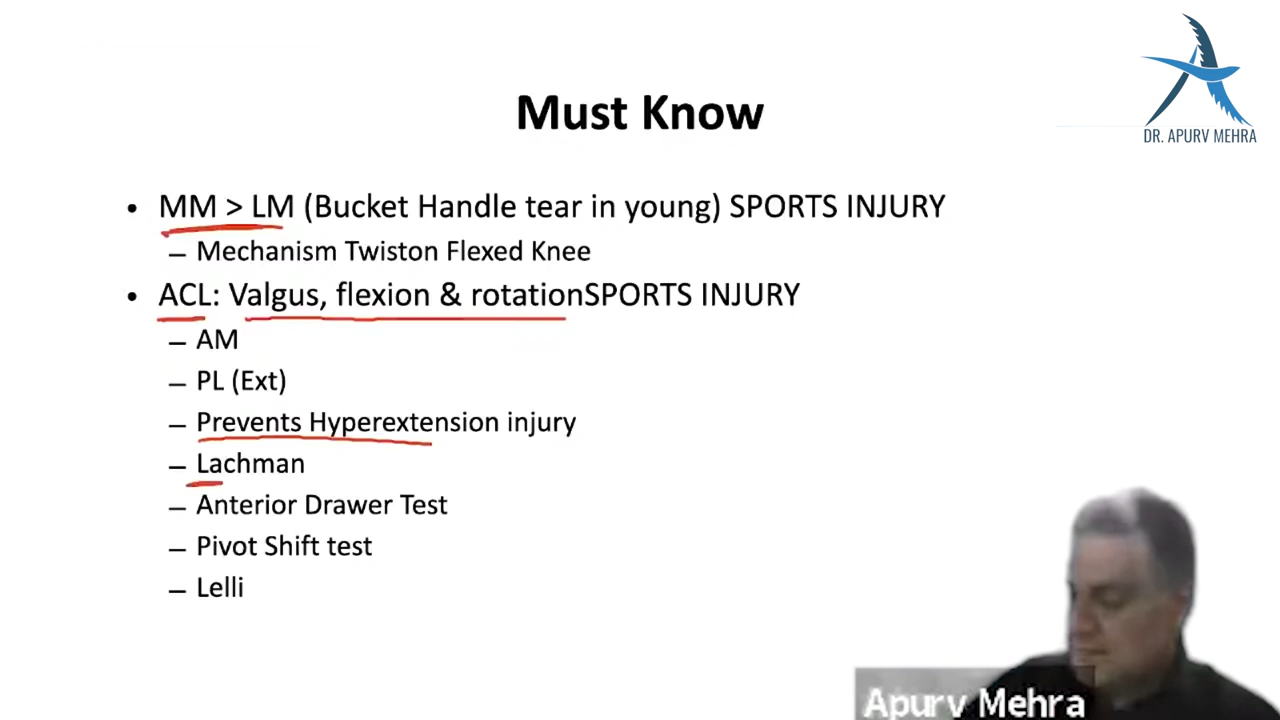 DR. APURV MEHRA
Must Know
• MM > LM (Bucket Handle tear in young) SPORTS INJURY
– Mechanism Twiston Flexed Knee
• ACL: Valgus, flexion & rotationSPORTS INJURY
– AM
– PL (Ext)
– Prevents Hyperextension injury
– Lachman
– Anterior Drawer Test
– Pivot Shift test
– Lelli
Apurv Mehra